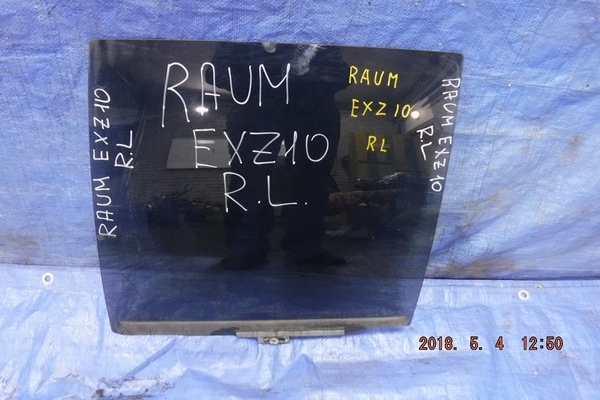 RAUM EXZ10
R.L
RAUM
EXZ10
R.L.
RAUM
EXZ10
RL
RAUM EXZ10
R.L
2018. 5. 4 12:50